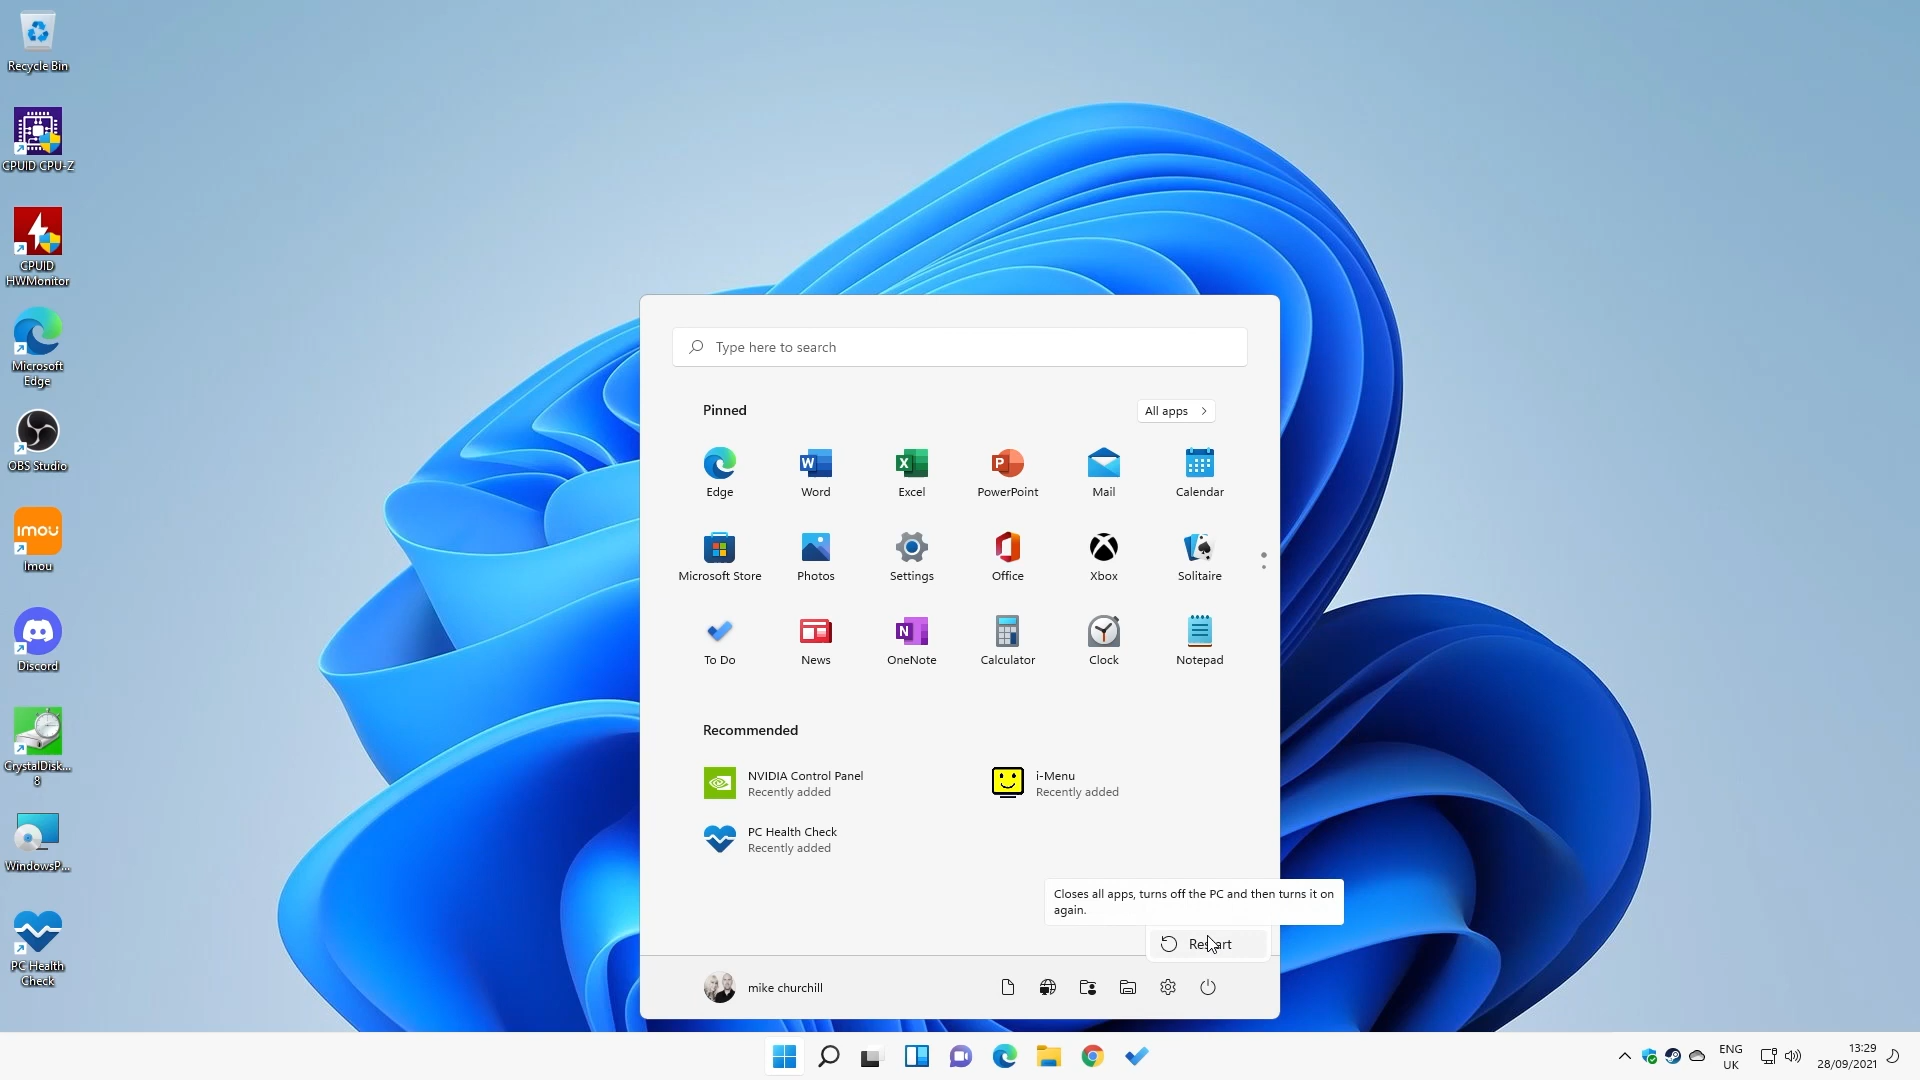 Recycle Bin
CPUID CPU-Z
CPUID
HWMonitor
Microsoft
Edge
OBS Studio
imou
Imou
Discord
CrystalDisk...
8
WindowsP...
PC Health
Check
Type here to search
Pinned
All apps
Edge
Word
Excel
PowerPoint
Mail
Calendar
Microsoft Store
Photos
Settings
Office
Xbox
Solitaire
To Do
News
OneNote
Calculator
Clock
Notepad
Recommended
NVIDIA Control Panel
Recently added
i-Menu
Recently added
PC Health Check
Recently added
Closes all apps, turns off the PC and then turns it on
again.
Restart
mike churchill
ENG
UK
13:29
28/09/2021